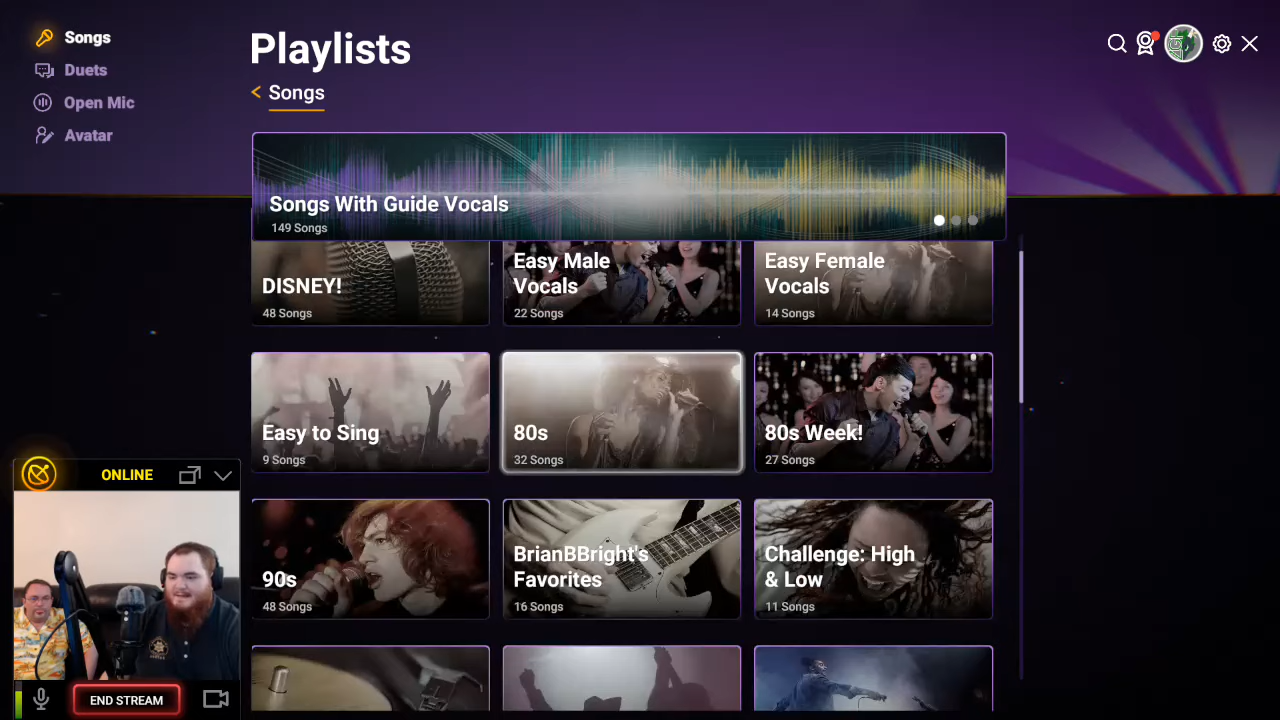 Songs
Duets
Open Mic
Avatar
Playlists
Songs
Songs With Guide Vocals
149 Songs
DISNEY!
48 Songs
Easy Male
Vocals
22 Songs
Easy Female
Vocals
14 Songs
Easy to Sing
9 Songs
80s
32 Songs
80s Week!
27 Songs
90s
48 Songs
BrianBBright's
Favorites
16 Songs
Challenge: High
& Low
11 Songs
ONLINE
END STREAM